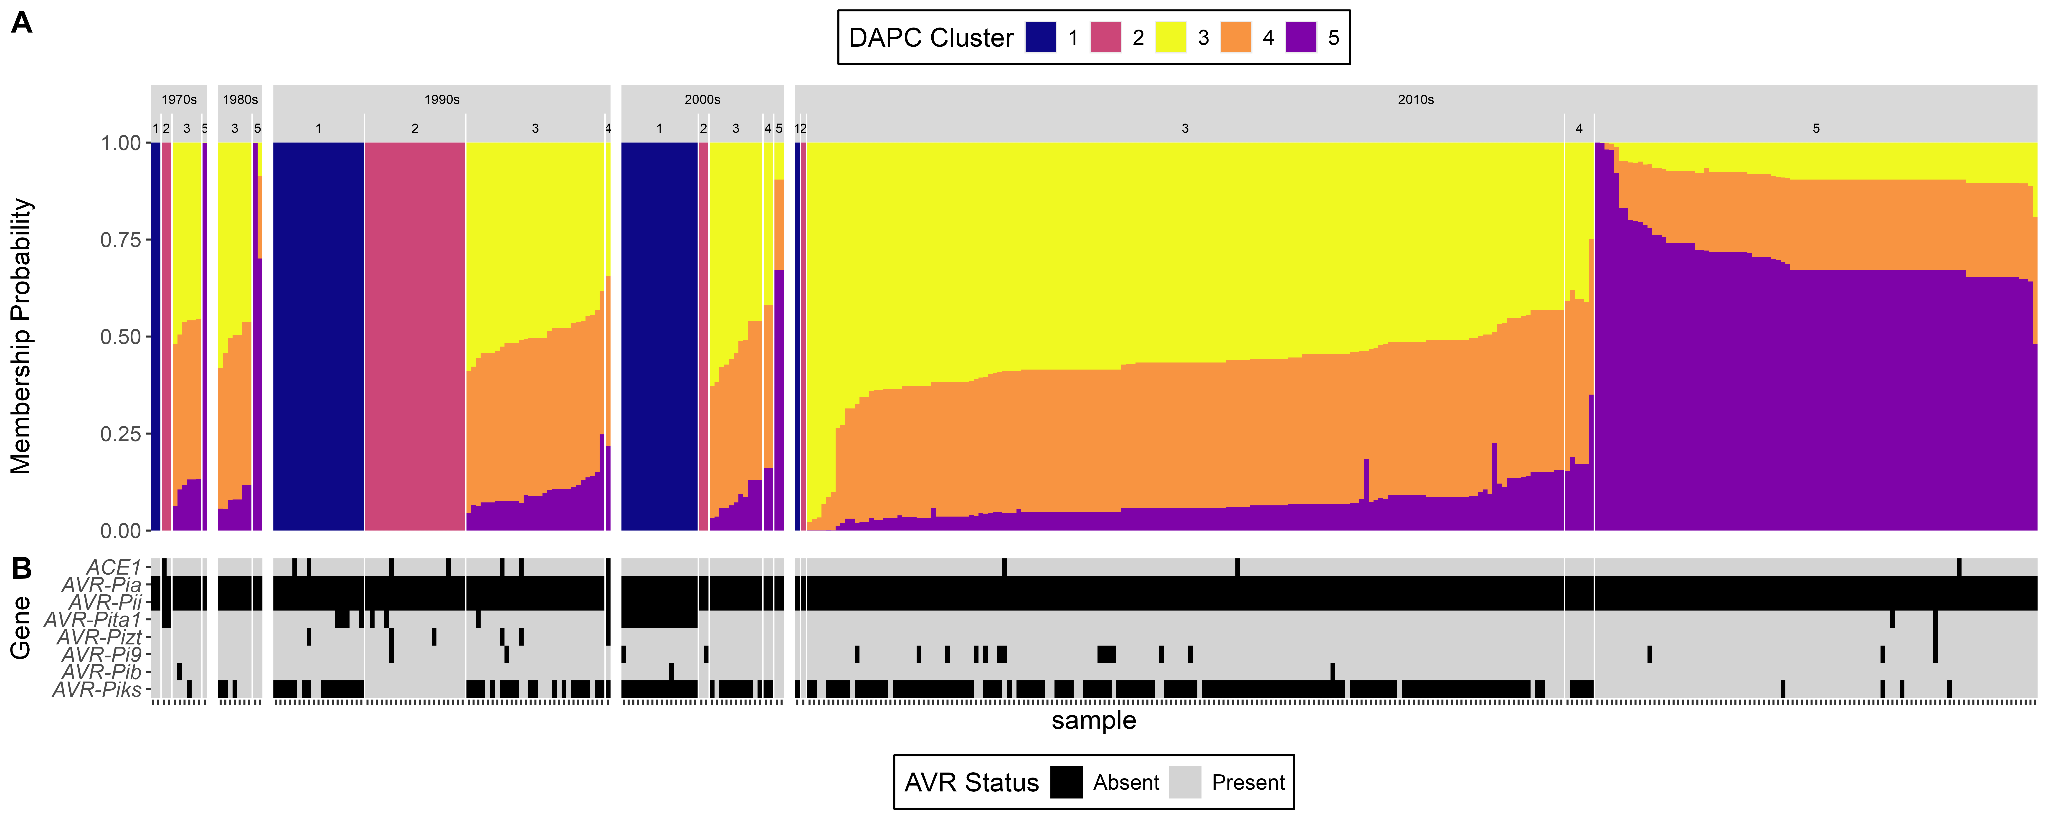 A
DAPC Cluster 1 2 3 4 5
1970s 1980s 1990s 2000s 2010s
1 2 3 5 3 5 1 2 3 4 1 2 3 4 5 1 2 3 4 5
1.00
0.75
0.50
0.25
0.00
Membership Probability
B
ACE1
AVR-Pia
AVR-Pii
AVR-Pita1
AVR-Pizt
AVR-Pi9
AVR-Pib
AVR-Piks
Gene
sample
AVR Status Absent Present